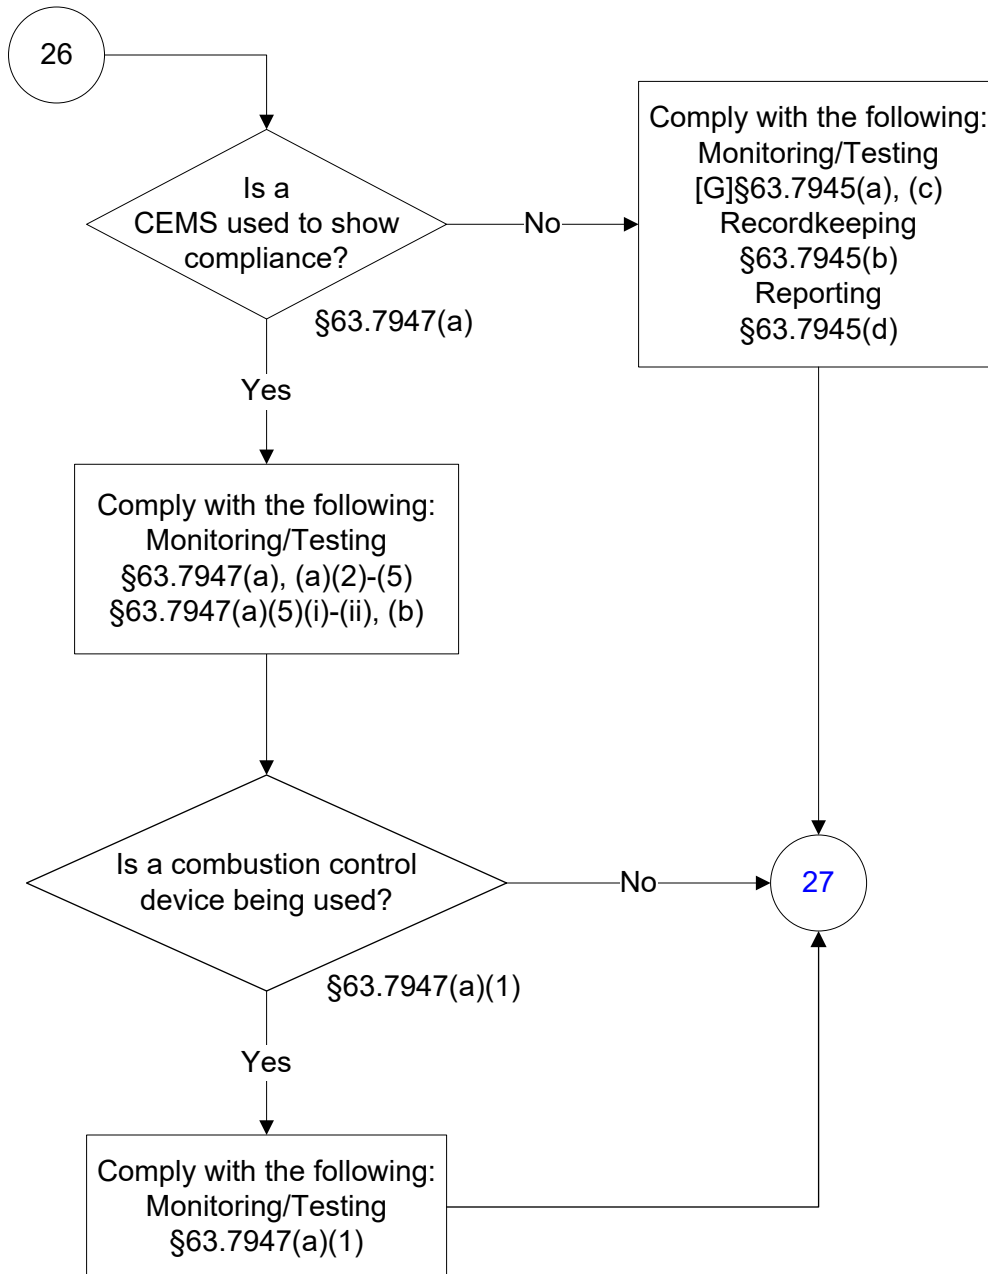 26
Is a
CEMS used to show
compliance?
§63.7947(a)
No
Comply with the following:
Monitoring/Testing
[G]§63.7945(a), (c)
Recordkeeping
§63.7945(b)
Reporting
§63.7945(d)
Yes
Comply with the following:
Monitoring/Testing
§63.7947(a), (a)(2)-(5)
§63.7947(a)(5)(i)-(ii), (b)
Is a combustion control
device being used?
§63.7947(a)(1)
No
27
Yes
Comply with the following:
Monitoring/Testing
§63.7947(a)(1)